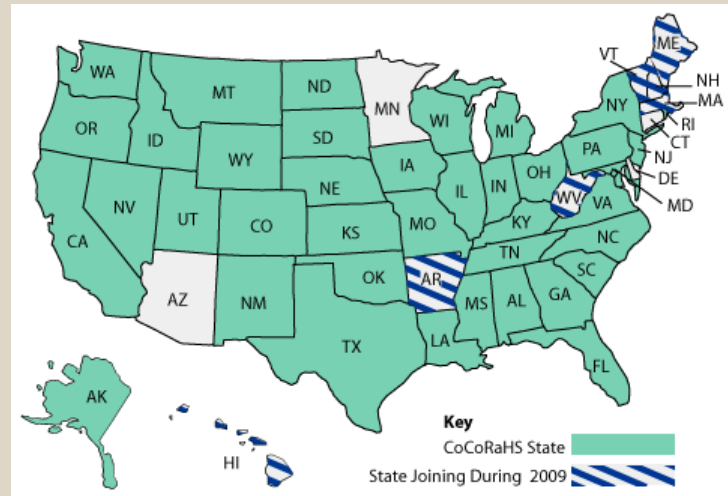 ME
VT
WA
NH
MT
ND
MN
MA
OR
NY
WI
ID
SD
MI
RI
CT
WY
PA
NJ
IA
OH
DE
NE
IL
IN
WV
NV
VA
MD
UT
CO
MO
KY
CA
KS
NC
TN
OK
AR
SC
AZ
NM
MS
AL
GA
LA
TX
FL
AK
Key
CoCoRaHS State
HI
State Joining During 2009